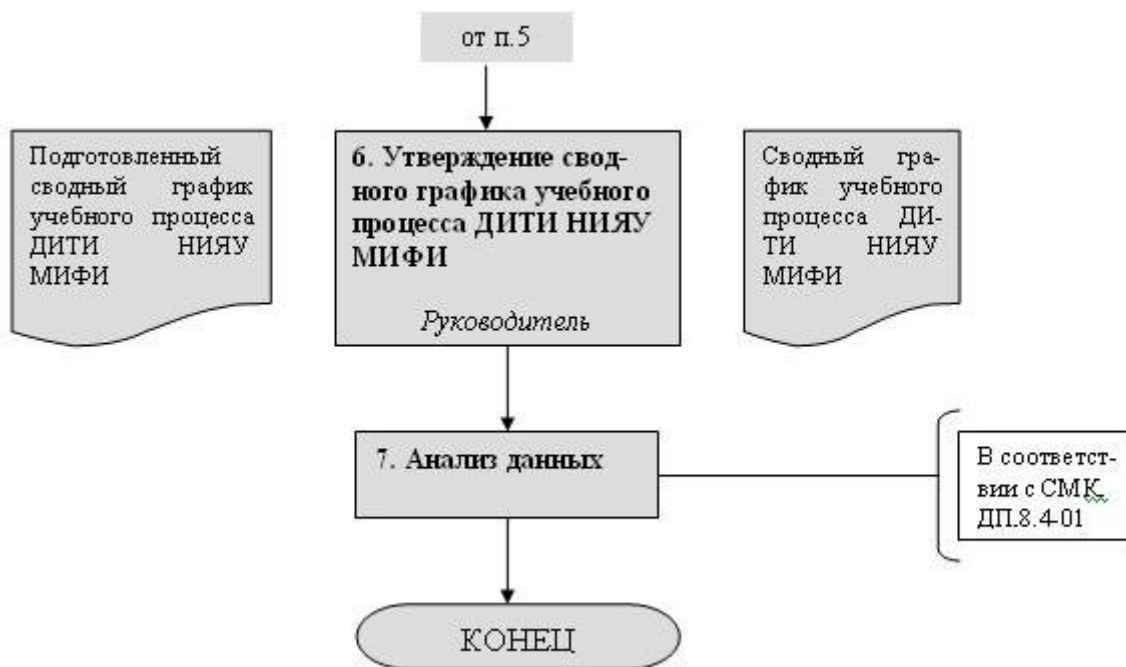 от п.5
Подготовленный
сводный график
учебного процесса
ДИТИ НИЯУ
МИФИ
6. Утверждение свод-
ного графика учебного
процесса ДИТИ НИЯУ
МИФИ
Руководитель
Сводный гра-
фик учебного
процесса ДИ-
ТИ НИЯУ
МИФИ
7. Анализ данных
В соответст-
вии с СМК-
ДП.8.4-01
КОНЕЦ